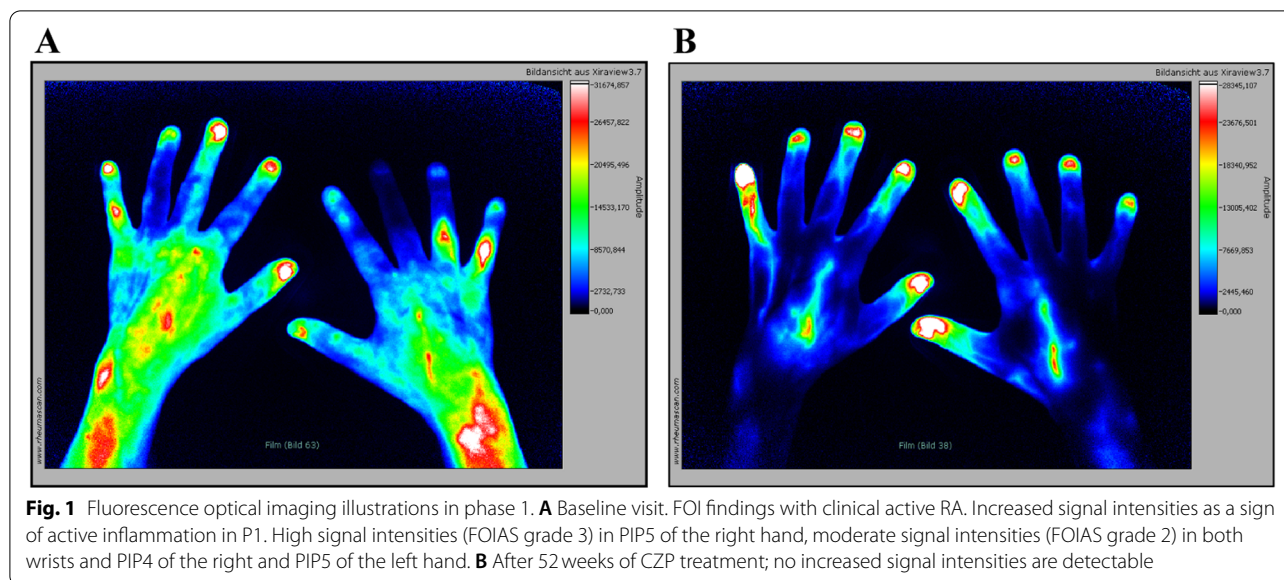 A
B
Bildansicht aus Xiraview3.7
31674,857
26457,822
20495,496
14533,170
8570,844
2732,733
0,000
Amplitude
www.rheumascan.com
Film (Bild 63)
Bildansicht aus Xiraview3.7
28345,107
23676,501
18340,952
13005,402
7669,853
2445,460
0,000
Amplitude
www.rheumascan.com
Film (Bild 38)
Fig. 1 Fluorescence optical imaging illustrations in phase 1. A Baseline visit. FOI findings with clinical active RA. Increased signal intensities as a sign
of active inflammation in P1. High signal intensities (FOIAS grade 3) in PIP5 of the right hand, moderate signal intensities (FOIAS grade 2) in both
wrists and PIP4 of the right and PIP5 of the left hand. B After 52 weeks of CZP treatment; no increased signal intensities are detectable